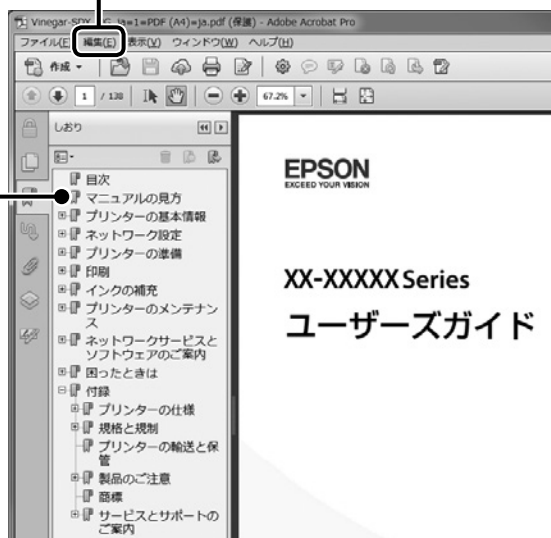 Vinegar-SDX UG_ja=1=PDF (A4)=ja.pdf (保護) - Adobe Acrobat Pro
ファイル(F) 編集(E) 表示(V) ウィンドウ(W) ヘルプ(H)
作成
1 / 138 67.2%
しおり
目次
マニュアルの見方
プリンターの基本情報
ネットワーク設定
プリンターの準備
印刷
インクの補充
プリンターのメンテナン
ス
ネットワークサービスと
ソフトウェアのご案内
困ったときは
付録
プリンターの仕様
規格と規制
プリンターの輸送と保
管
製品のご注意
商標
サービスとサポートの
ご案内
EPSON
EXCEED YOUR VISION
XX-XXXXX Series
ユーザーズガイド